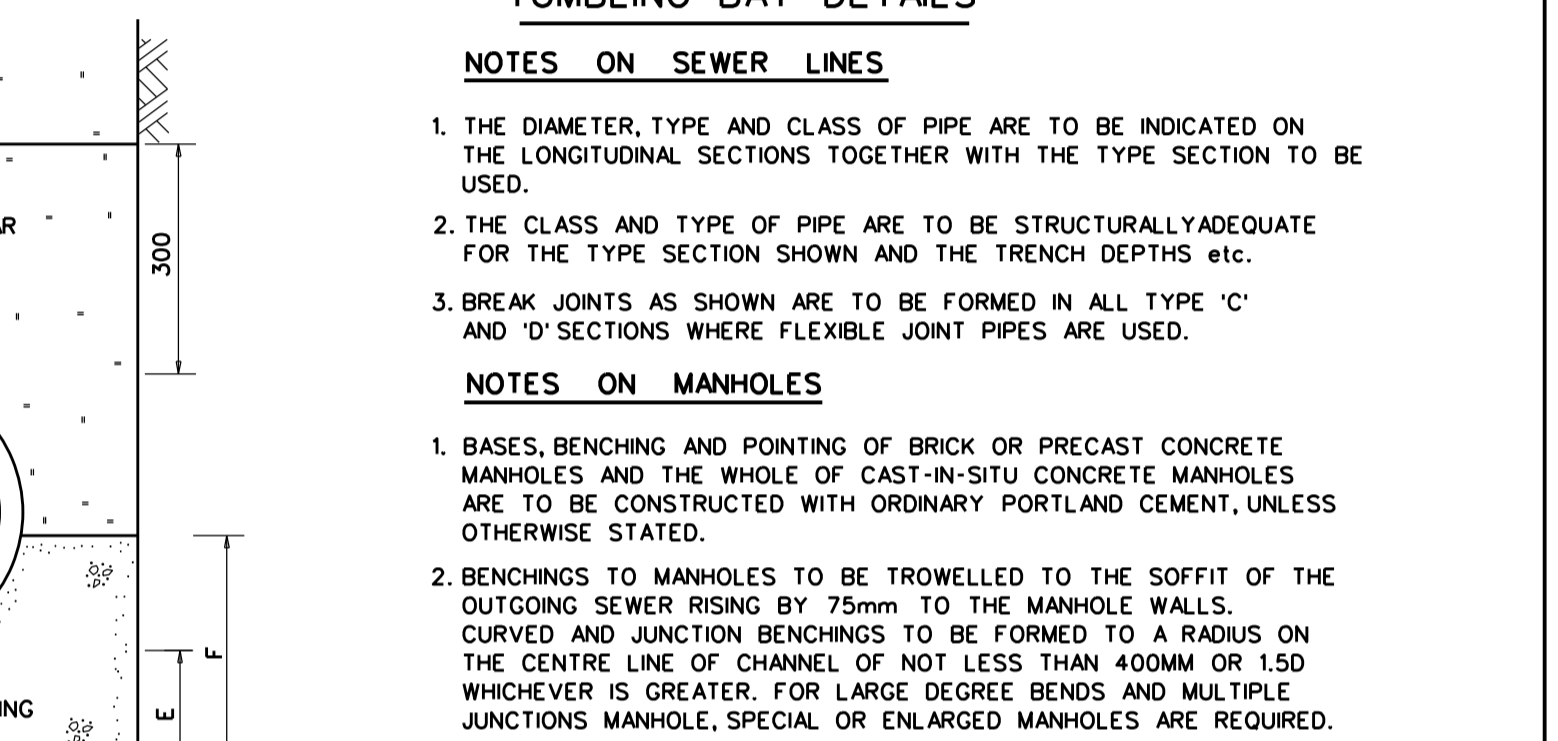 NOTES ON SEWER LINES
1. THE DIAMETER, TYPE AND CLASS OF PIPE ARE TO BE INDICATED ON
THE LONGITUDINAL SECTIONS TOGETHER WITH THE TYPE SECTION TO BE
USED.
2. THE CLASS AND TYPE OF PIPE ARE TO BE STRUCTURALLYADEQUATE
FOR THE TYPE SECTION SHOWN AND THE TRENCH DEPTHS etc.
3. BREAK JOINTS AS SHOWN ARE TO BE FORMED IN ALL TYPE 'C'
AND 'D' SECTIONS WHERE FLEXIBLE JOINT PIPES ARE USED.
NOTES ON MANHOLES
1. BASES, BENCHING AND POINTING OF BRICK OR PRECAST CONCRETE
MANHOLES AND THE WHOLE OF CAST-IN-SITU CONCRETE MANHOLES
ARE TO BE CONSTRUCTED WITH ORDINARY PORTLAND CEMENT, UNLESS
OTHERWISE STATED.
2. BENCHINGS TO MANHOLES TO BE TROWELLED TO THE SOFFIT OF THE
OUTGOING SEWER RISING BY 75mm TO THE MANHOLE WALLS.
CURVED AND JUNCTION BENCHINGS TO BE FORMED TO A RADIUS ON
THE CENTRE LINE OF CHANNEL OF NOT LESS THAN 400MM OR 1.5D
WHICHEVER IS GREATER. FOR LARGE DEGREE BENDS AND MULTIPLE
JUNCTIONS MANHOLE, SPECIAL OR ENLARGED MANHOLES ARE REQUIRED.
300
F
E
ING